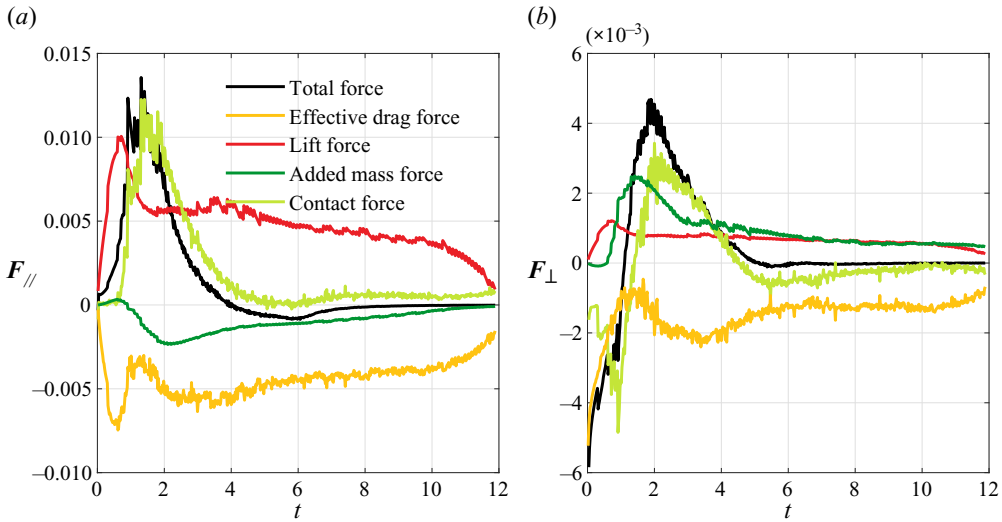 (a)
0.015
0.010
0.005
0
−0.005
−0.010
F//
Total force
Effective drag force
Lift force
Added mass force
Contact force
0 2 4 6 8 10 12
t
(b)
(×10−3)
6
4
2
0
−2
−4
−6
F⊥
0 2 4 6 8 10 12
t